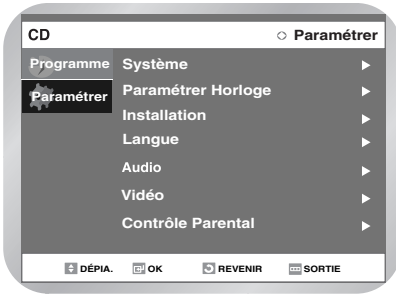 CD Paramétrer
Programme
Paramétrer
Système
Paramétrer Horloge
Installation
Langue
Audio
Vidéo
Contrôle Parental
DÉPIA. OK REVENIR SORTIE